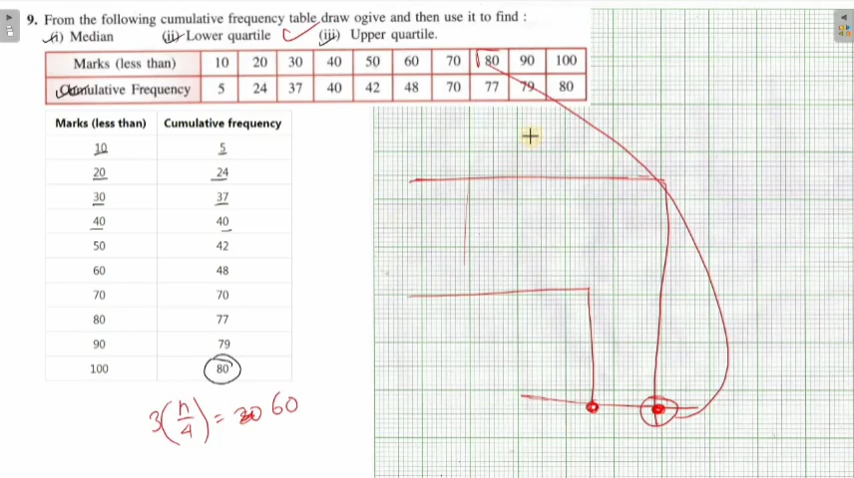 9. From the following cumulative frequency table draw ogive and then use it to find :
(i) Median (ii) Lower quartile (iii) Upper quartile.
Marks (less than) 10 20 30 40 50 60 70 80 90 100
Cumulative Frequency 5 24 37 40 42 48 70 77 79 80
Marks (less than) Cumulative frequency
10 5
20 24
30 37
40 40
50 42
60 48
70 70
80 77
90 79
100 80
3(n/4) = 60